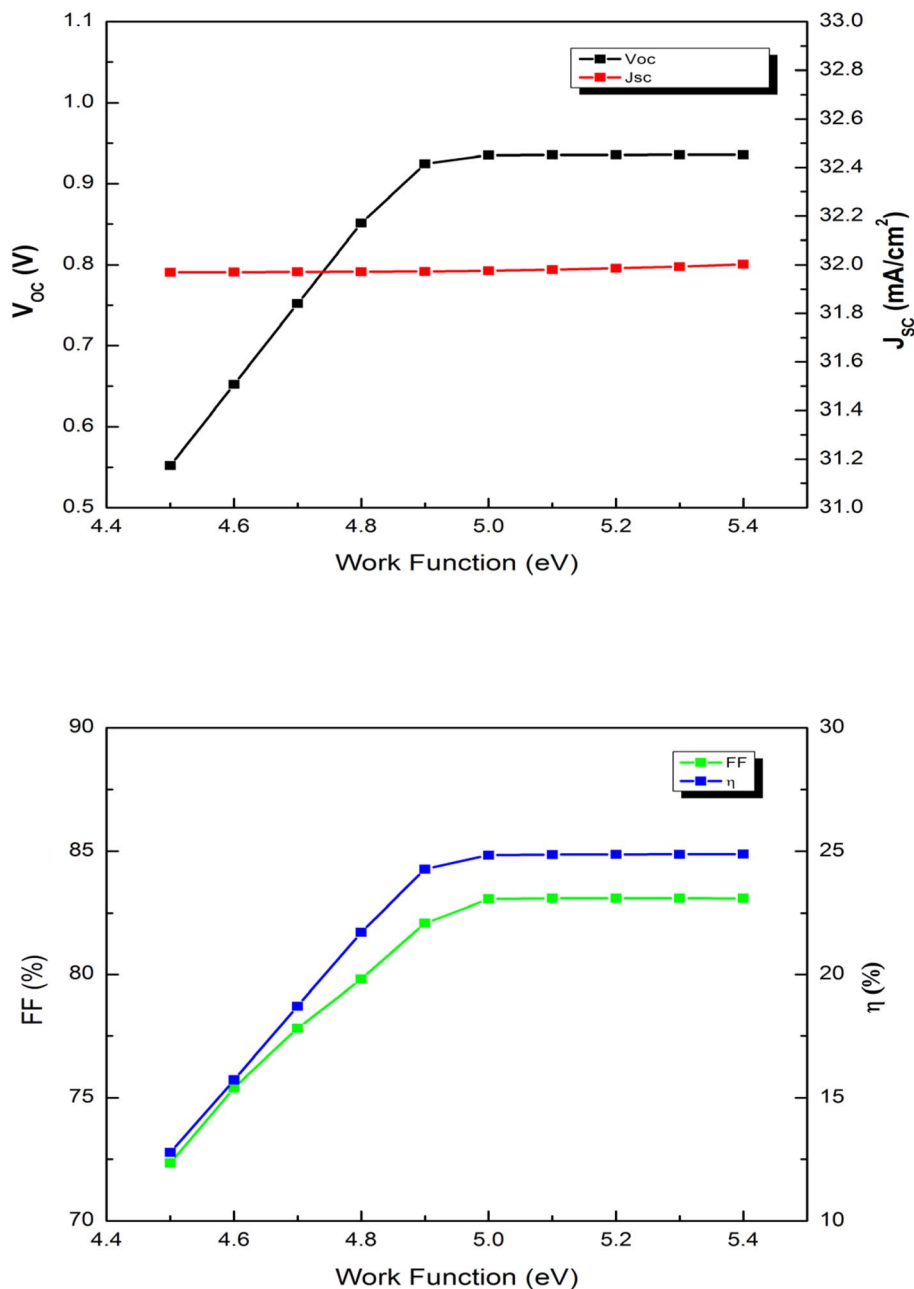 1.1
1.0
0.9
0.8
0.7
0.6
0.5
V_OC (V)
33.0
32.8
32.6
32.4
32.2
32.0
31.8
31.6
31.4
31.2
31.0
J_SC (mA/cm²)
Voc
Jsc
4.4 4.6 4.8 5.0 5.2 5.4
Work Function (eV)
90
85
80
75
70
FF (%)
30
25
20
15
10
η (%)
FF
η
4.4 4.6 4.8 5.0 5.2 5.4
Work Function (eV)